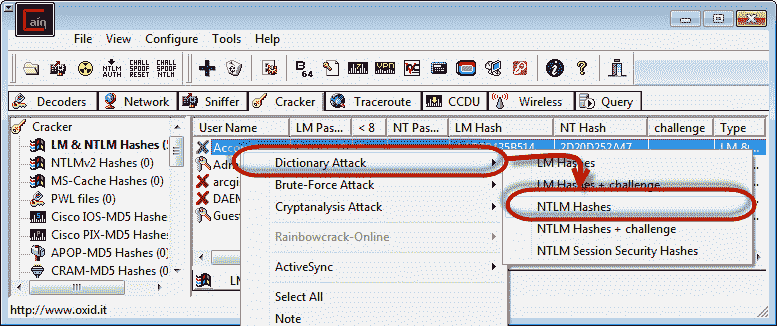 Cain
File View Configure Tools Help
NTLM AUTH CHALL SPOOF RESET CHALL SPOOF NTLM B 64
Decoders Network Sniffer Cracker Traceroute CCDU Wireless Query
Cracker
LM & NTLM Hashes (
NTLMv2 Hashes (0)
MS-Cache Hashes (0)
PWL files (0)
Cisco IOS-MD5 Hashe
Cisco PIX-MD5 Hashe
APOP-MD5 Hashes (0)
CRAM-MD5 Hashes (0
User Name LM Pas... < 8 NT Pas... LM Hash NT Hash challenge Type
35B514... 2D20D252A47... LM &...
Adm
arcgi
DAEM
Guest
LM
Dictionary Attack
Brute-Force Attack
Cryptanalysis Attack
Rainbowcrack-Online
ActiveSync
Select All
Note
LM Hashes
LM Hashes + challenge
NTLM Hashes
NTLM Hashes + challenge
NTLM Session Security Hashes
http://www.oxid.it